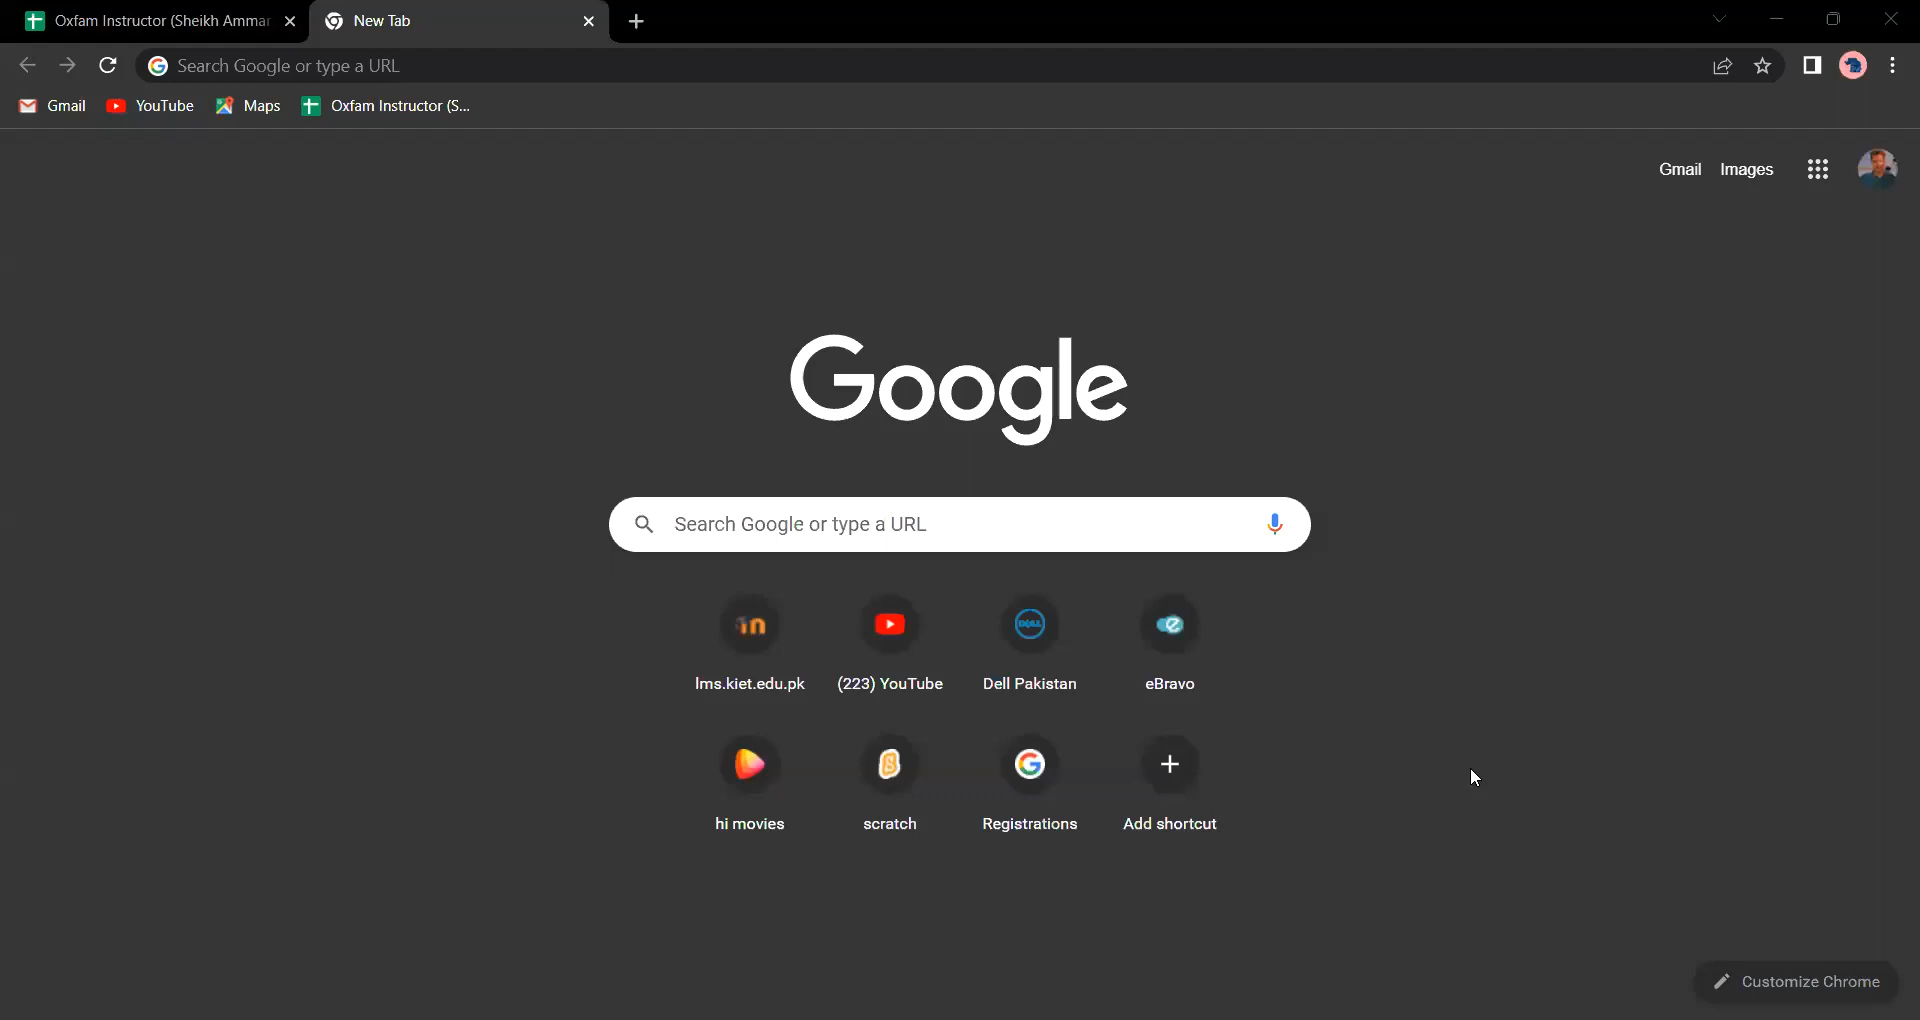 Oxfam Instructor (Sheikh Ammar
New Tab
Search Google or type a URL
Gmail
YouTube
Maps
Oxfam Instructor (S...
Gmail
Images
Google
Search Google or type a URL
lms.kiet.edu.pk
(223) YouTube
Dell Pakistan
eBravo
hi movies
scratch
Registrations
Add shortcut
Customize Chrome